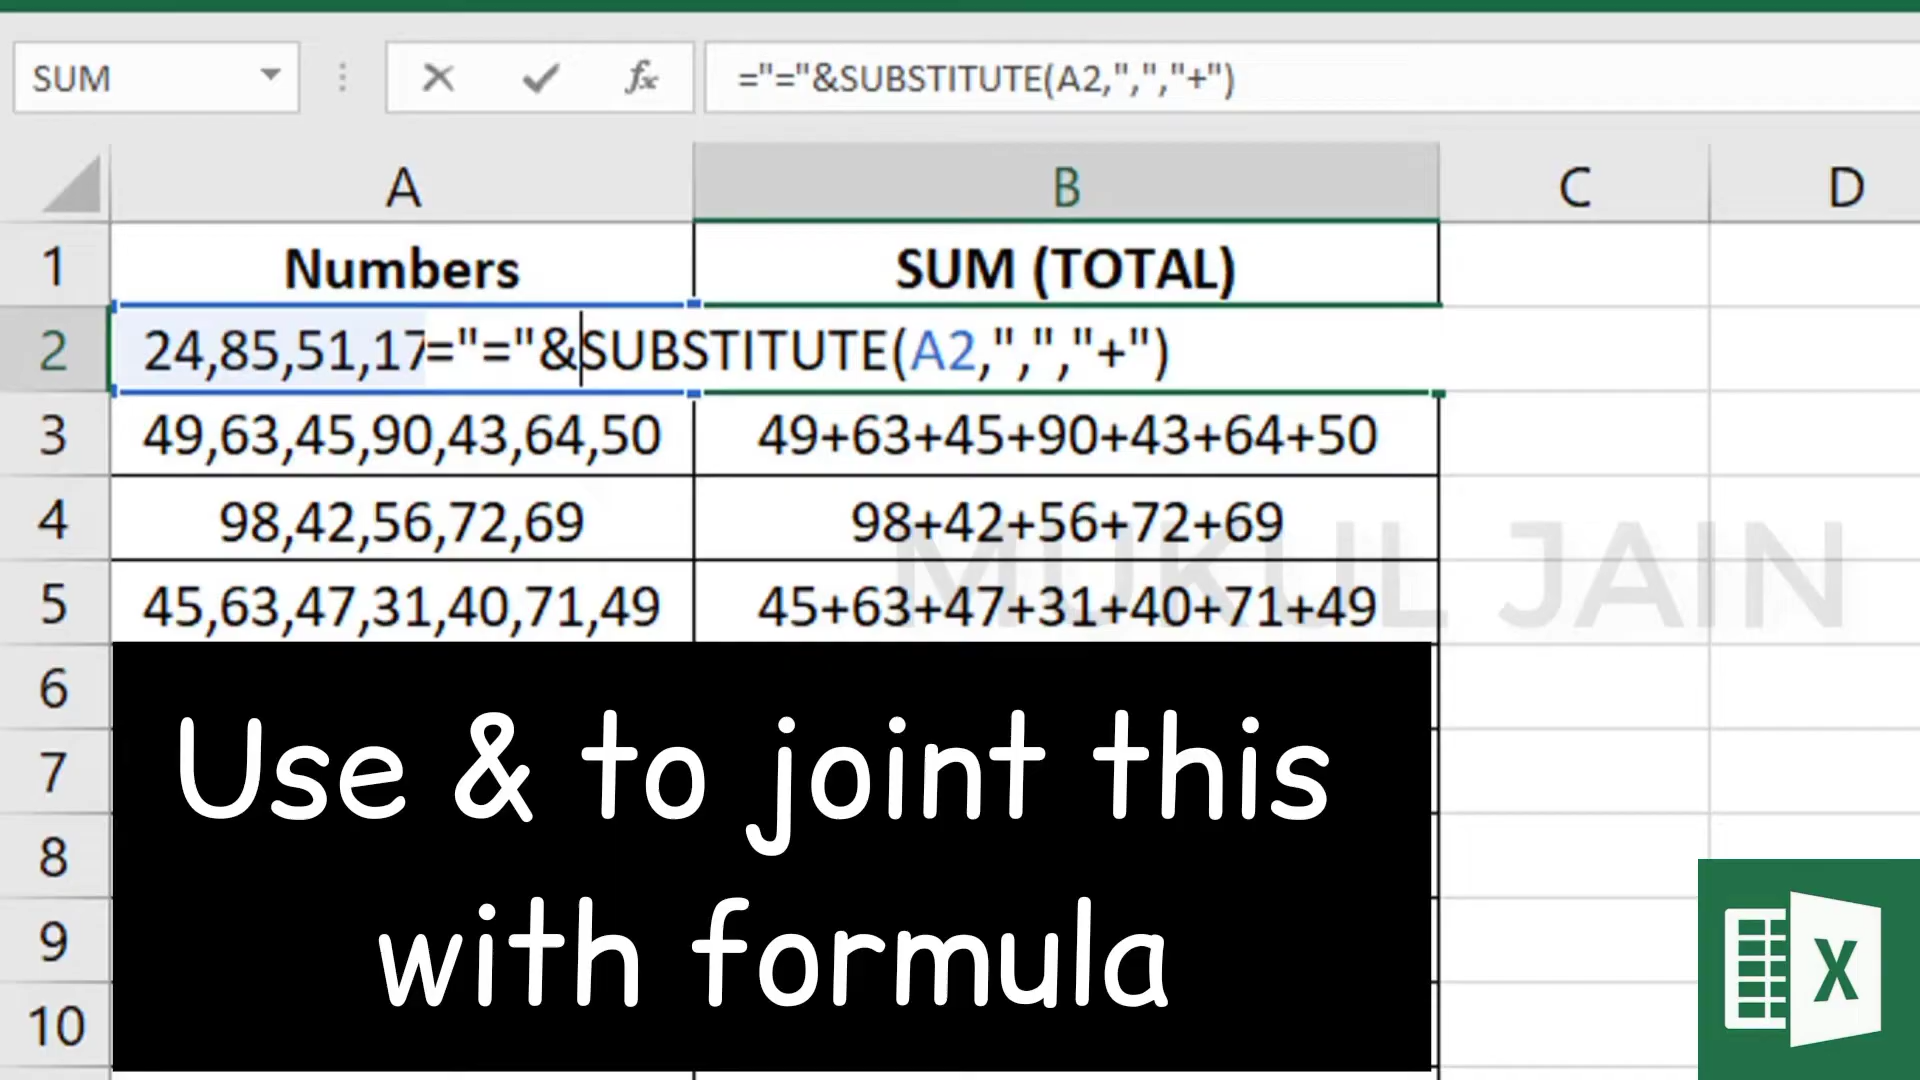 SUM fx ="="&SUBSTITUTE(A2,",","+")
A B C D
1 Numbers SUM (TOTAL)
2 24,85,51,17="="&SUBSTITUTE(A2,",","+")
3 49,63,45,90,43,64,50 49+63+45+90+43+64+50
4 98,42,56,72,69 98+42+56+72+69
5 45,63,47,31,40,71,49 45+63+47+31+40+71+49
MUKUL JAIN
6
7
8
9
10
Use & to joint this
with formula
X